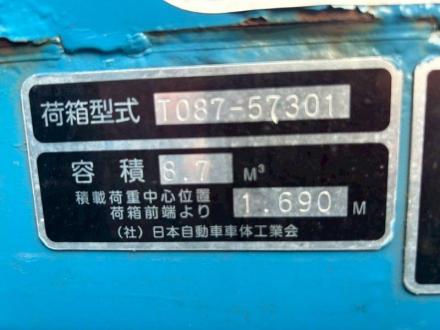 荷箱型式 T087-57301
容積 8.7 M³
積載荷重中心位置
荷箱前端より 1.690 M
(社)日本自動車車体工業会